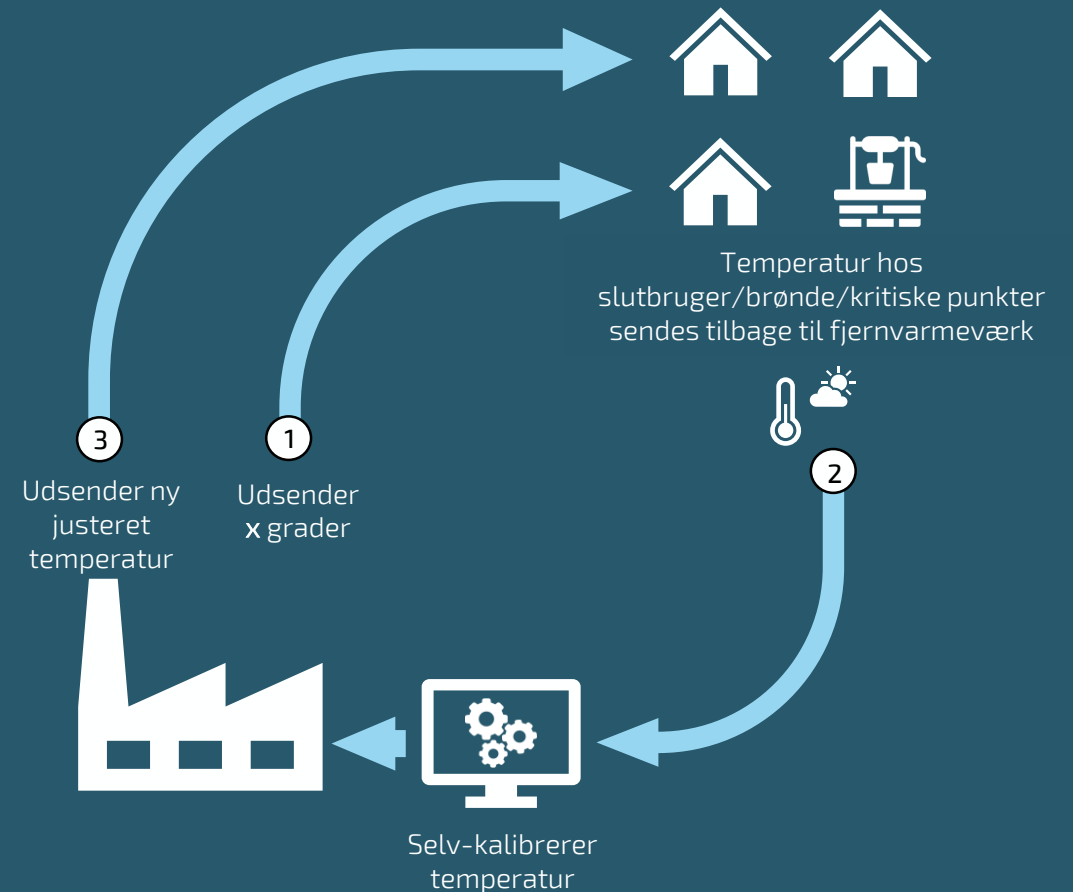 Temperatur hos
slutbruger/brønde/kritiske punkter
sendes tilbage til fjernvarmeværk
3
1
2
Udsender ny
justeret
temperatur
Udsender
x grader
Selv-kalibrerer
temperatur